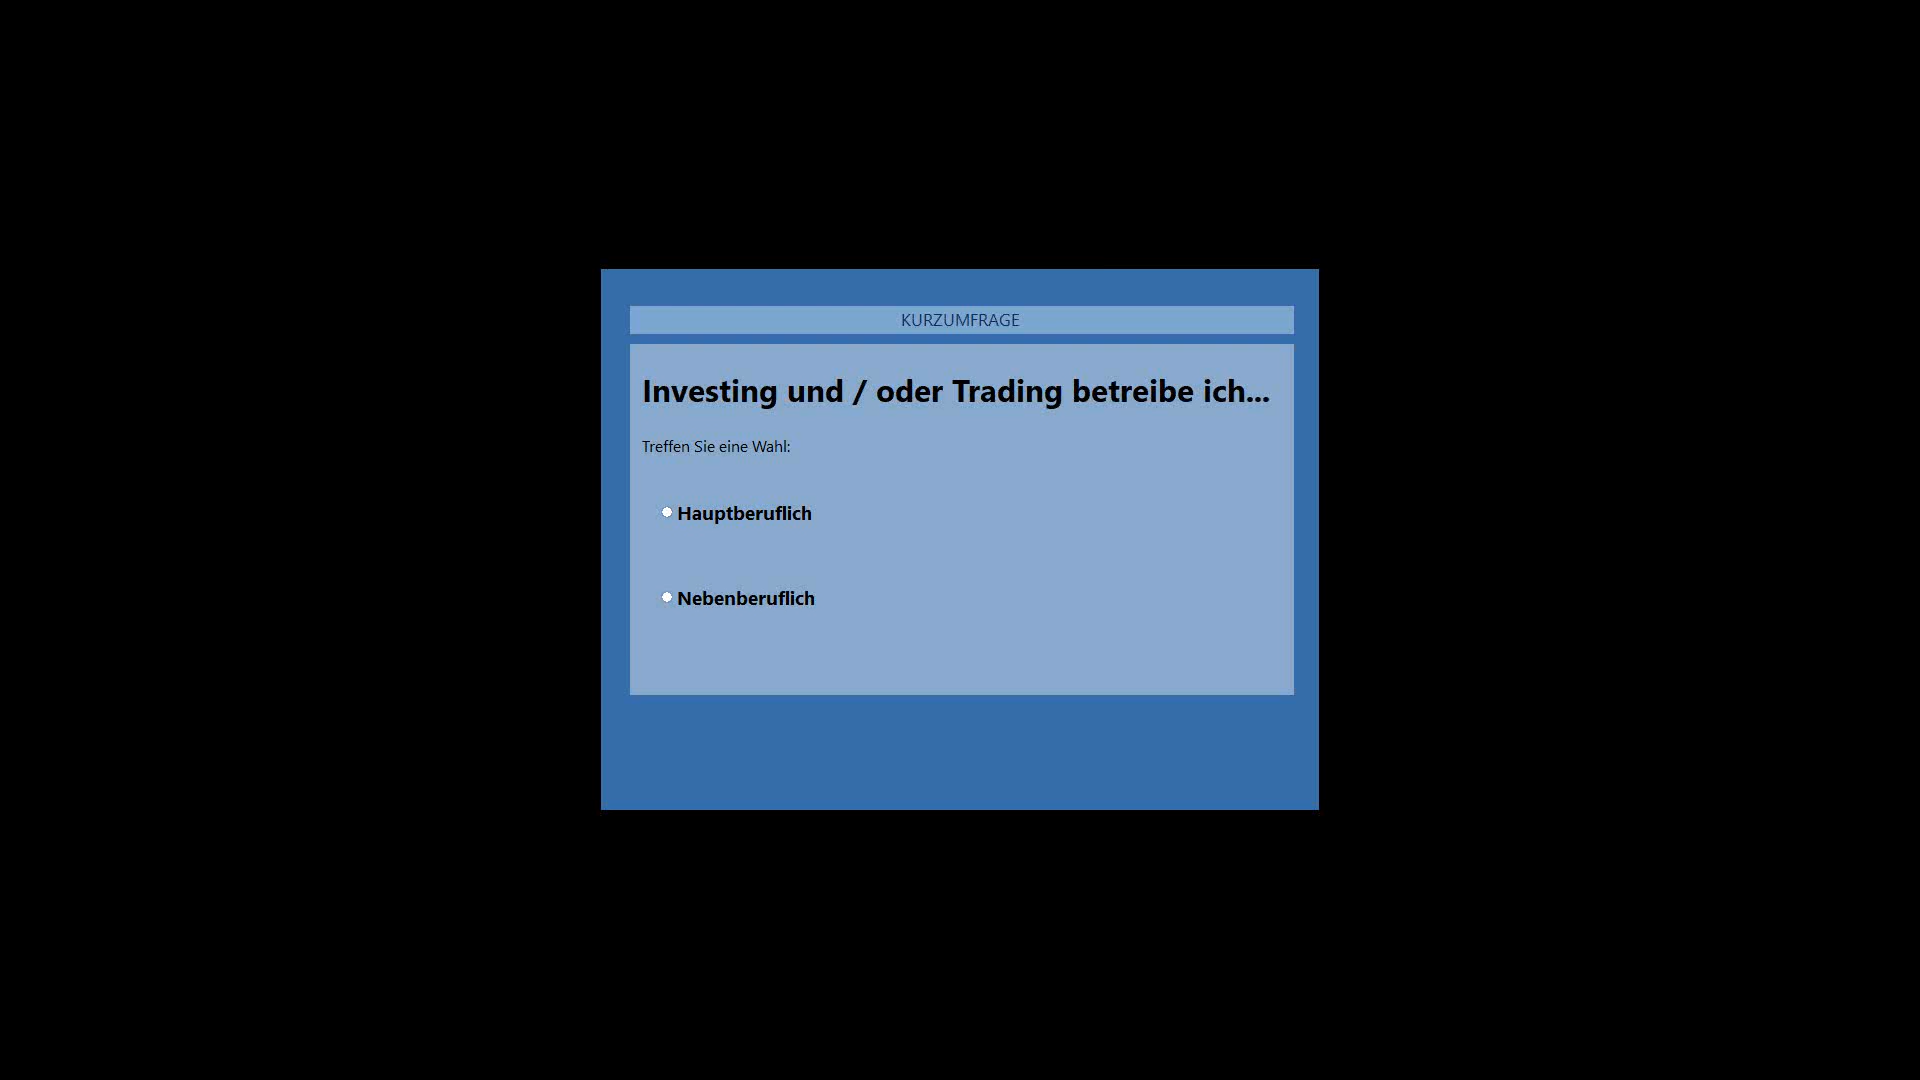 KURZUMFRAGE
Investing und / oder Trading betreibe ich...
Treffen Sie eine Wahl:
Hauptberuflich
Nebenberuflich